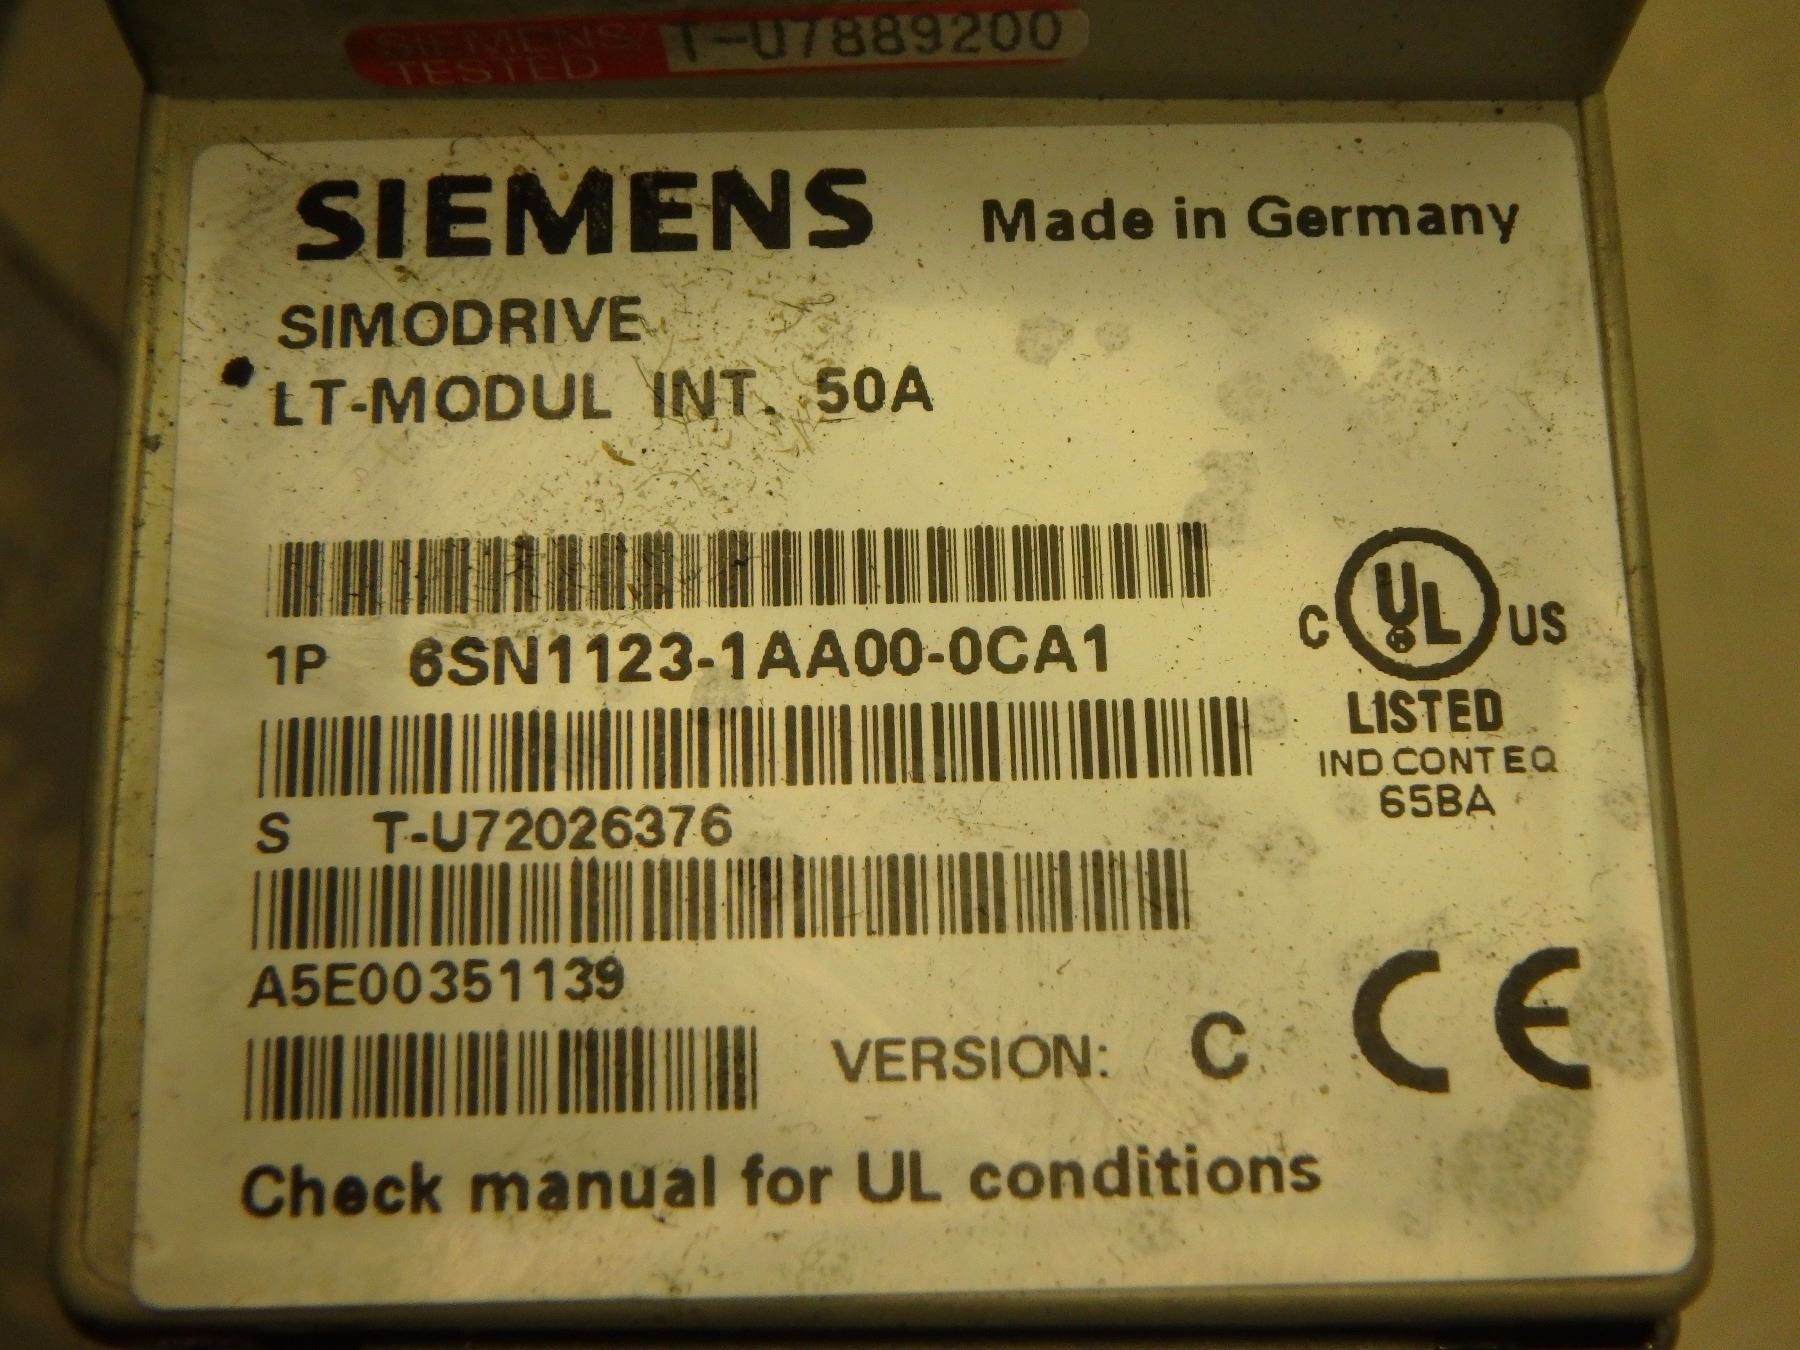 SIEMENS/ T-U7889200
TESTED
SIEMENS Made in Germany
SIMODRIVE
LT-MODUL INT. 50A
1P 6SN1123-1AA00-0CA1
C UL US
LISTED
IND CONT EQ
65BA
S T-U72026376
A5E00351139
VERSION: C CE
Check manual for UL conditions